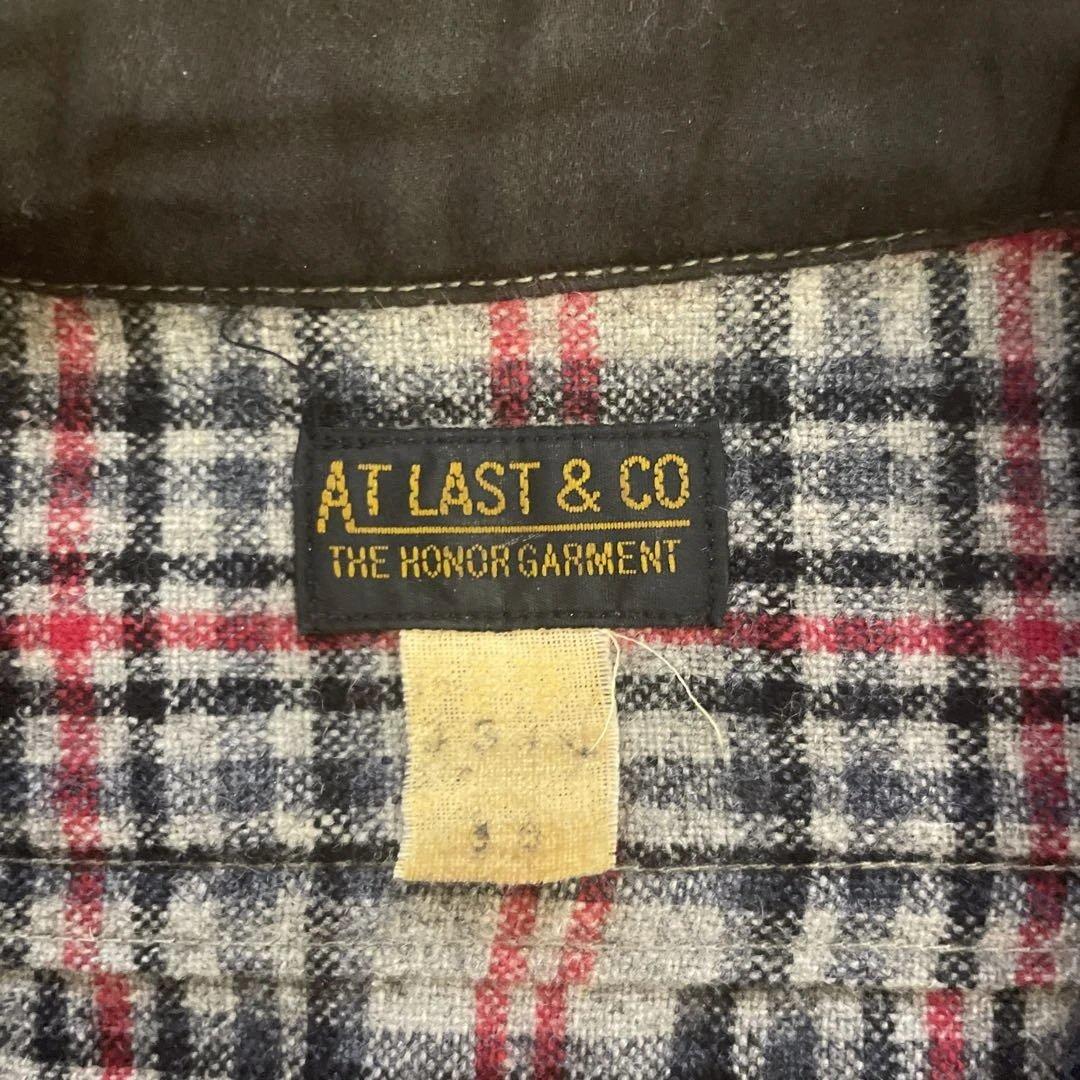 AT LAST & CO
THE HONOR GARMENT